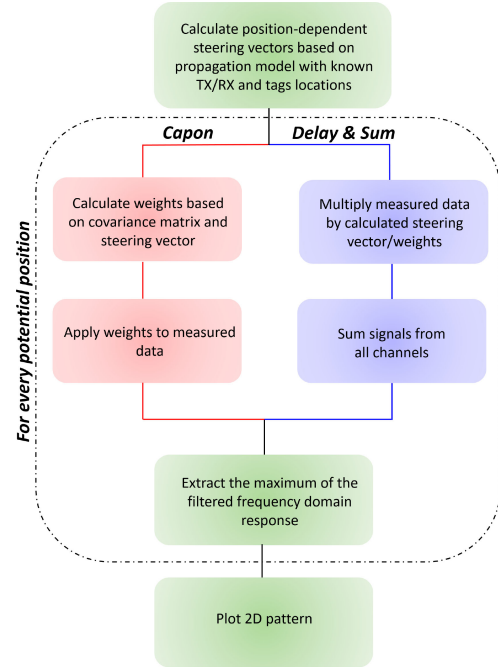 Calculate position-dependent
steering vectors based on
propagation model with known
TX/RX and tags locations
Capon
Delay & Sum
For every potential position
Calculate weights based
on covariance matrix and
steering vector
Multiply measured data
by calculated steering
vector/weights
Apply weights to measured
data
Sum signals from
all channels
Extract the maximum of the
filtered frequency domain
response
Plot 2D pattern